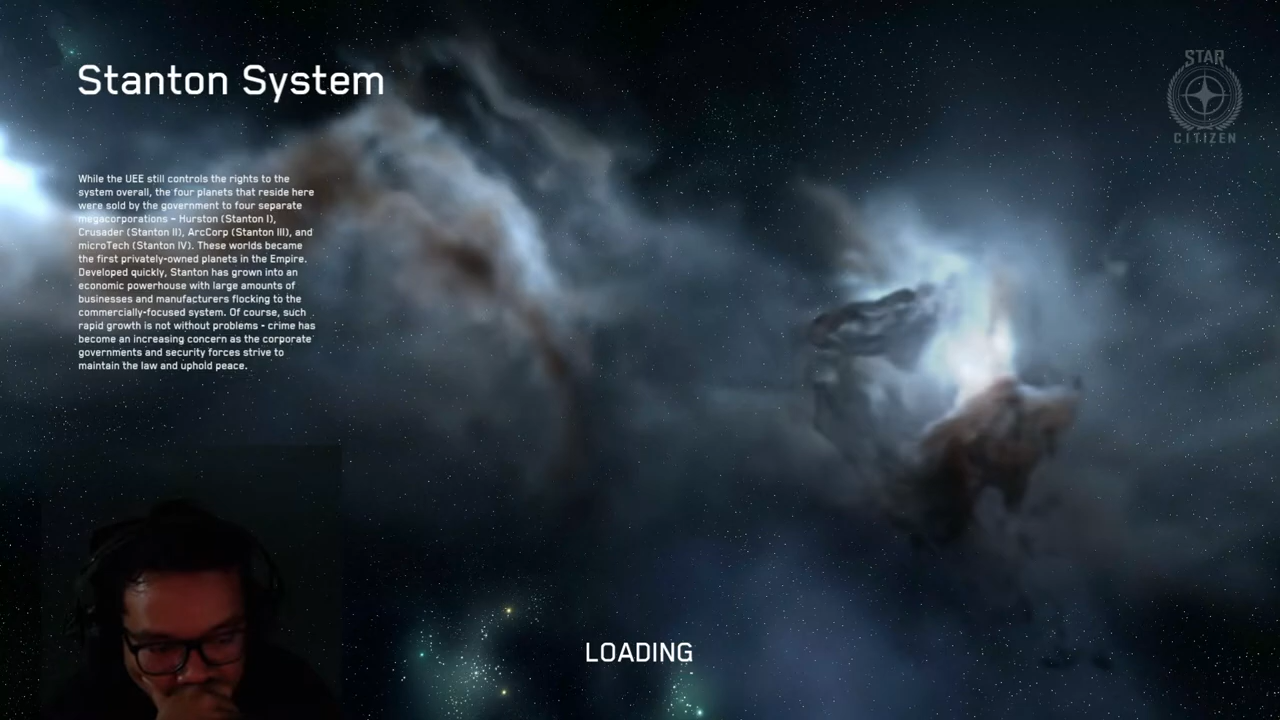 Stanton System
STAR
CITIZEN
While the UEE still controls the rights to the
system overall, the four planets that reside here
were sold by the government to four separate
megacorporations - Hurston (Stanton I),
Crusader (Stanton II), ArcCorp (Stanton III), and
microTech (Stanton IV). These worlds became
the first privately-owned planets in the Empire.
Developed quickly, Stanton has grown into an
economic powerhouse with large amounts of
businesses and manufacturers flocking to the
commercially-focused system. Of course, such
rapid growth is not without problems - crime has
become an increasing concern as the corporate
governments and security forces strive to
maintain the law and uphold peace.
LOADING